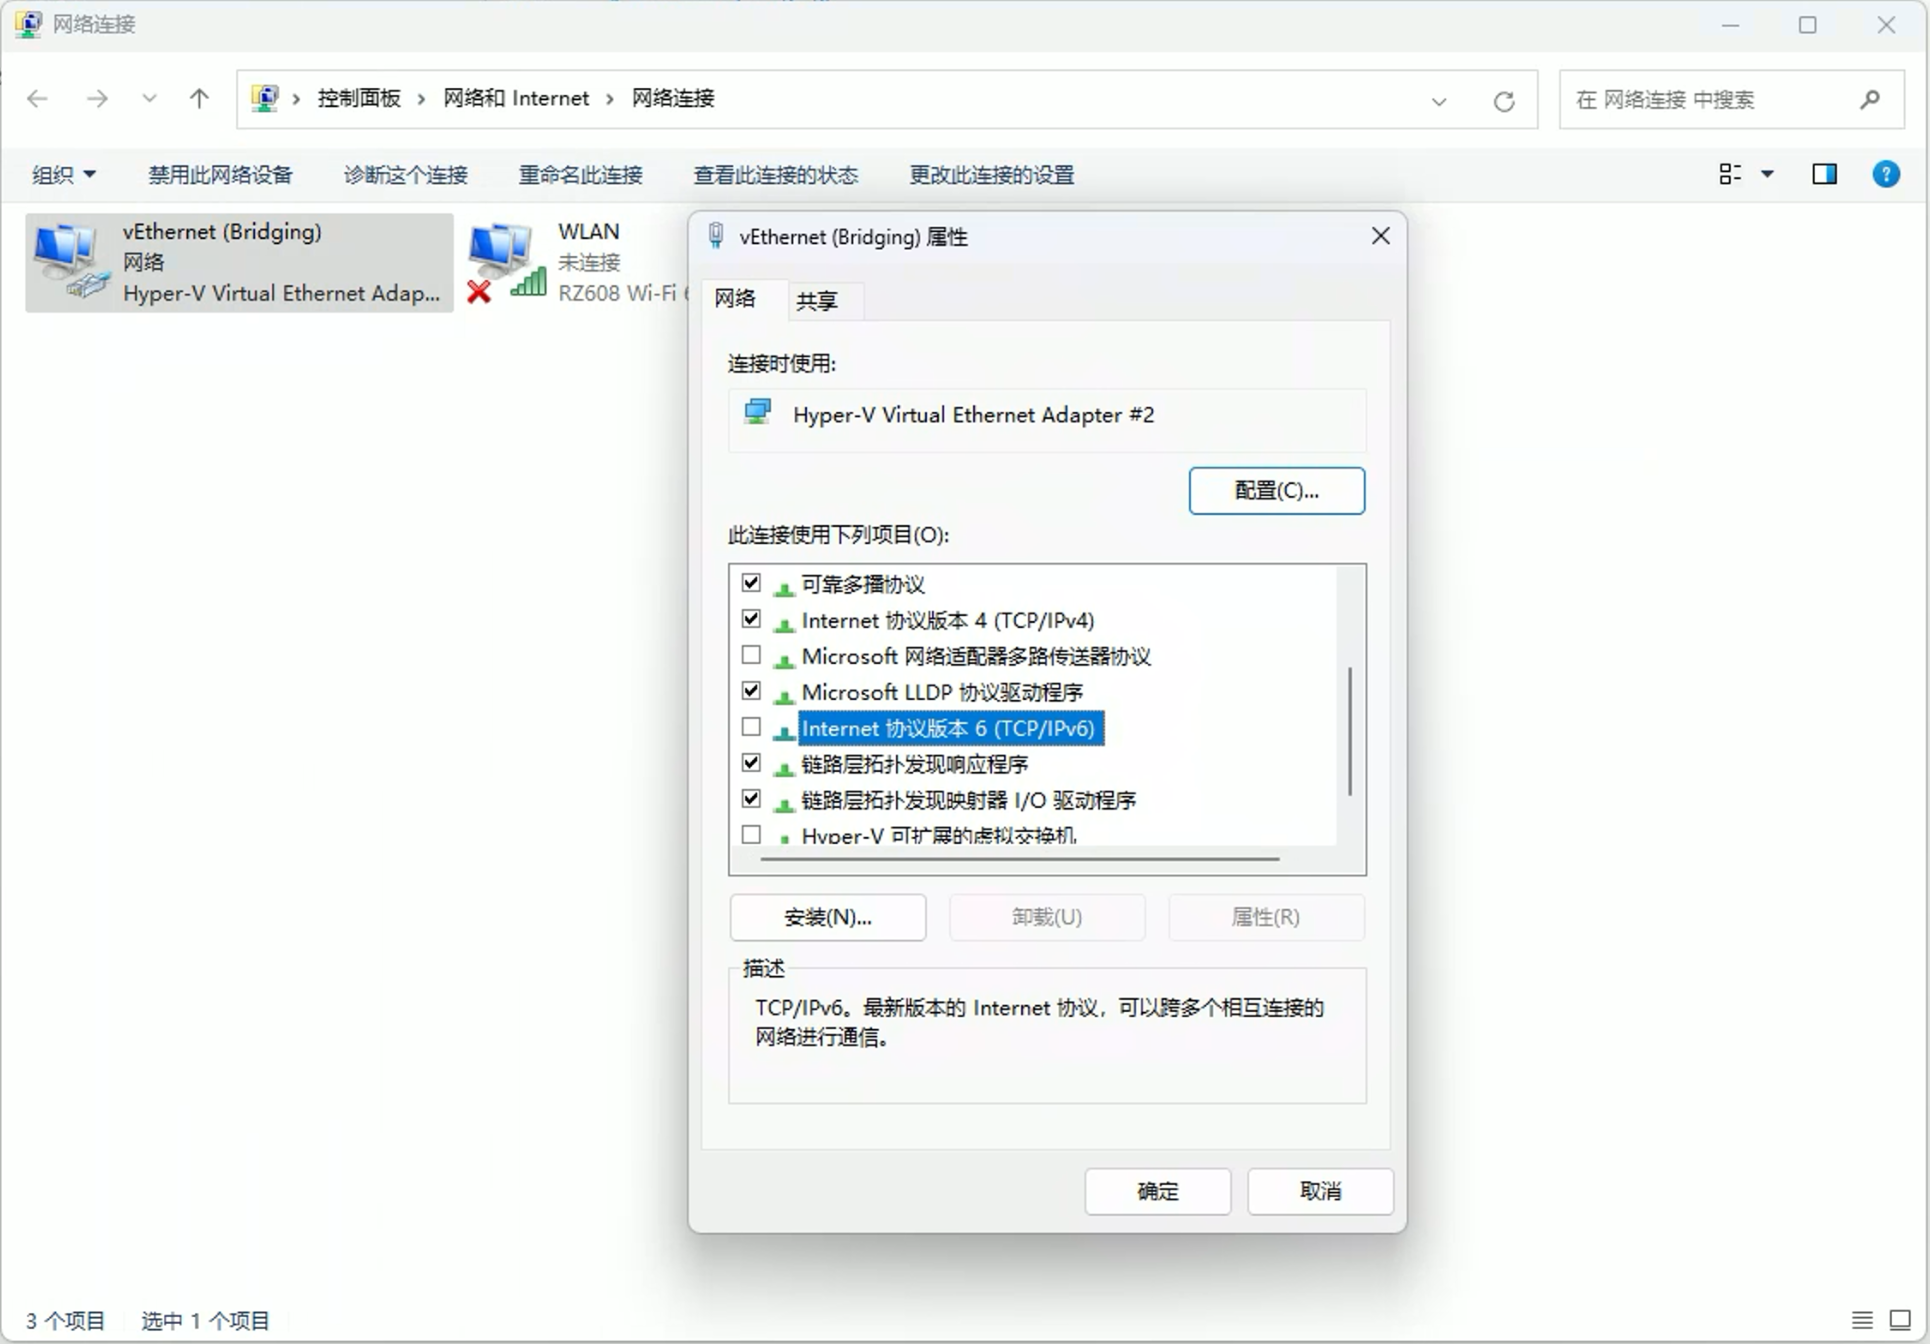 网络连接
控制面板 › 网络和 Internet › 网络连接
在 网络连接 中搜索
组织 禁用此网络设备 诊断这个连接 重命名此连接 查看此连接的状态 更改此连接的设置
vEthernet (Bridging)
网络
Hyper-V Virtual Ethernet Adap...
WLAN
未连接
RZ608 Wi-Fi
vEthernet (Bridging) 属性
网络 共享
连接时使用:
Hyper-V Virtual Ethernet Adapter #2
配置(C)...
此连接使用下列项目(O):
可靠多播协议
Internet 协议版本 4 (TCP/IPv4)
Microsoft 网络适配器多路传送器协议
Microsoft LLDP 协议驱动程序
Internet 协议版本 6 (TCP/IPv6)
链路层拓扑发现响应程序
链路层拓扑发现映射器 I/O 驱动程序
Hyper-V 可扩展的虚拟交换机
安装(N)... 卸载(U) 属性(R)
描述
TCP/IPv6。最新版本的 Internet 协议，可以跨多个相互连接的
网络进行通信。
确定 取消
3 个项目 选中 1 个项目